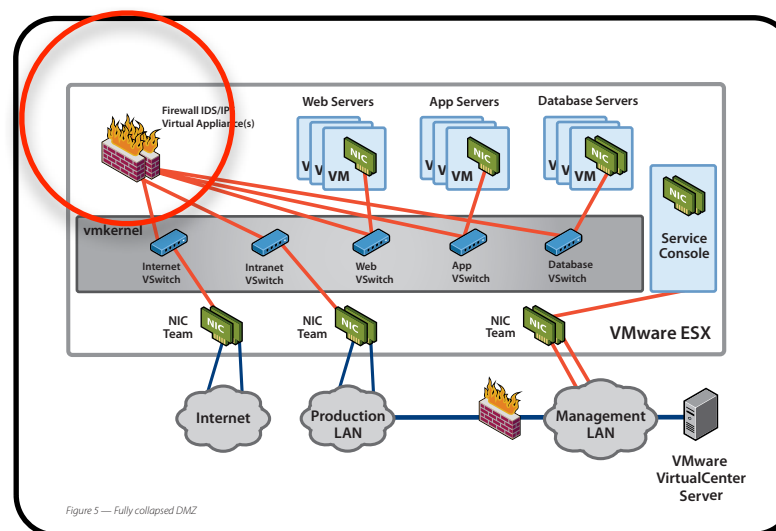 Firewall IDS/IP
Virtual Appliance(s)
Web Servers
App Servers
Database Servers
V
V
VM
NIC
V
V
VM
NIC
V
V
VM
NIC
NIC
Service
Console
vmkernel
Internet
VSwitch
Intranet
VSwitch
Web
VSwitch
App
VSwitch
Database
VSwitch
NIC
Team
NIC
NIC
Team
NIC
NIC
Team
NIC
VMware ESX
Internet
Production
LAN
Management
LAN
VMware
VirtualCenter
Server
Figure 5 — Fully collapsed DMZ